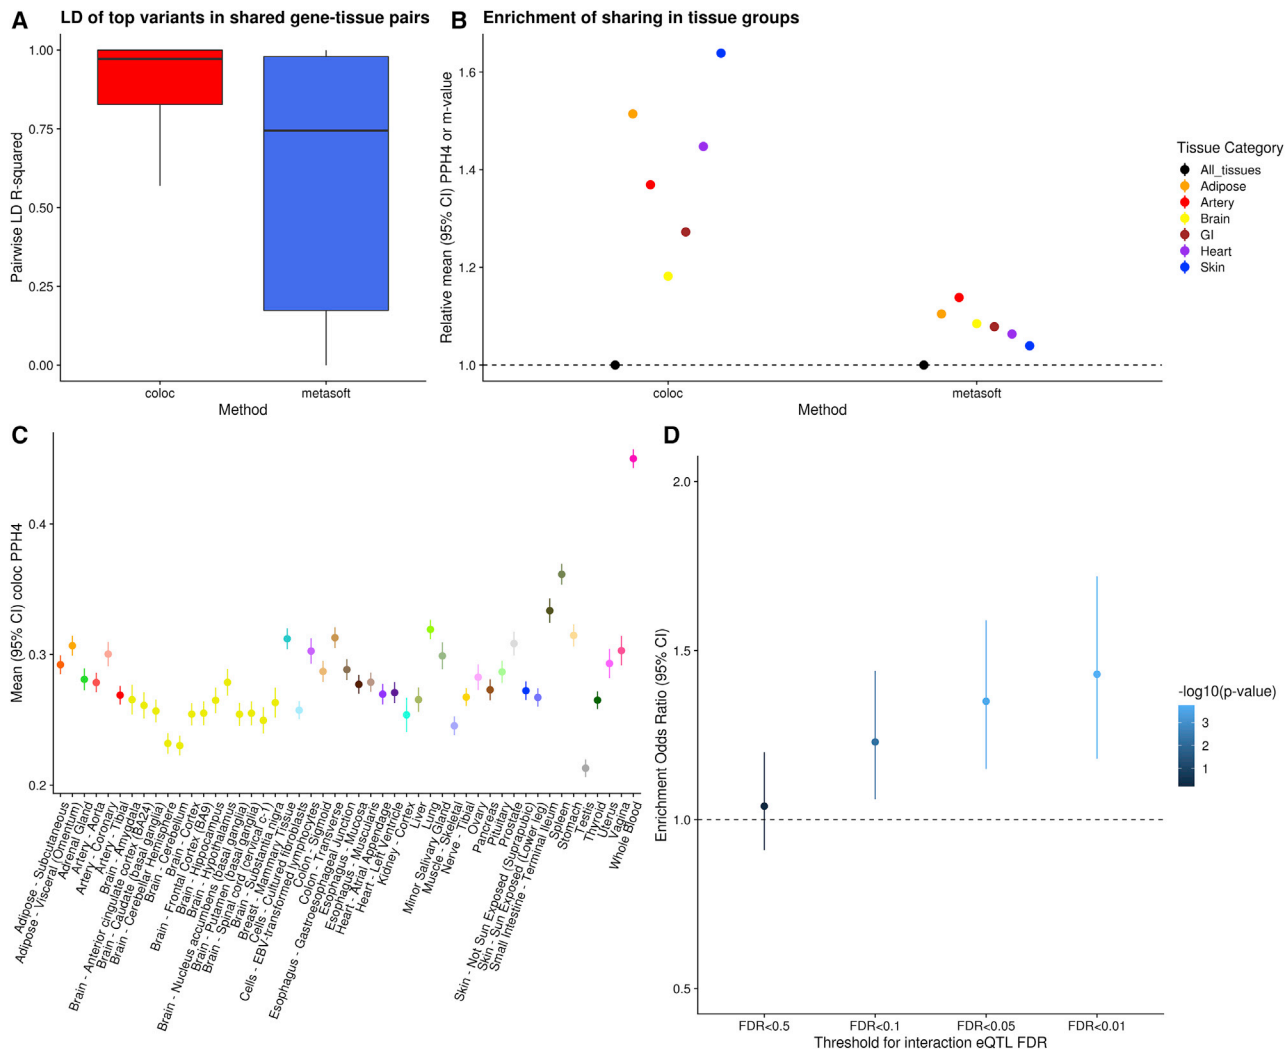 A
LD of top variants in shared gene-tissue pairs
Pairwise LD R-squared
1.00
0.75
0.50
0.25
0.00
coloc
metasoft
Method
B
Enrichment of sharing in tissue groups
Relative mean (95% CI) PPH4 or m-value
1.6
1.4
1.2
1.0
coloc
metasoft
Method
Tissue Category
All_tissues
Adipose
Artery
Brain
GI
Heart
Skin
C
Mean (95% CI) coloc PPH4
0.4
0.3
0.2
Adipose - Subcutaneous
Adipose - Visceral (Omentum)
Adrenal Gland
Artery - Aorta
Artery - Coronary
Artery - Tibial
Brain - Amygdala
Brain - Anterior cingulate cortex (BA24)
Brain - Caudate (basal ganglia)
Brain - Cerebellar Hemisphere
Brain - Cerebellum
Brain - Cortex
Brain - Frontal Cortex (BA9)
Brain - Hippocampus
Brain - Hypothalamus
Brain - Nucleus accumbens (basal ganglia)
Brain - Putamen (basal ganglia)
Brain - Spinal cord (cervical c-1)
Brain - Substantia nigra
Breast - Mammary Tissue
Cells - Cultured fibroblasts
Cells - EBV-transformed lymphocytes
Colon - Sigmoid
Colon - Transverse
Esophagus - Gastroesophageal Junction
Esophagus - Mucosa
Esophagus - Muscularis
Heart - Atrial Appendage
Heart - Left Ventricle
Kidney - Cortex
Liver
Lung
Minor Salivary Gland
Muscle - Skeletal
Nerve - Tibial
Ovary
Pancreas
Pituitary
Prostate
Skin - Not Sun Exposed (Suprapubic)
Skin - Sun Exposed (Lower leg)
Small Intestine - Terminal Ileum
Spleen
Stomach
Testis
Thyroid
Uterus
Vagina
Whole Blood
D
Enrichment Odds Ratio (95% CI)
2.0
1.5
1.0
0.5
FDR<0.5
FDR<0.1
FDR<0.05
FDR<0.01
Threshold for interaction eQTL FDR
-log10(p-value)
3
2
1